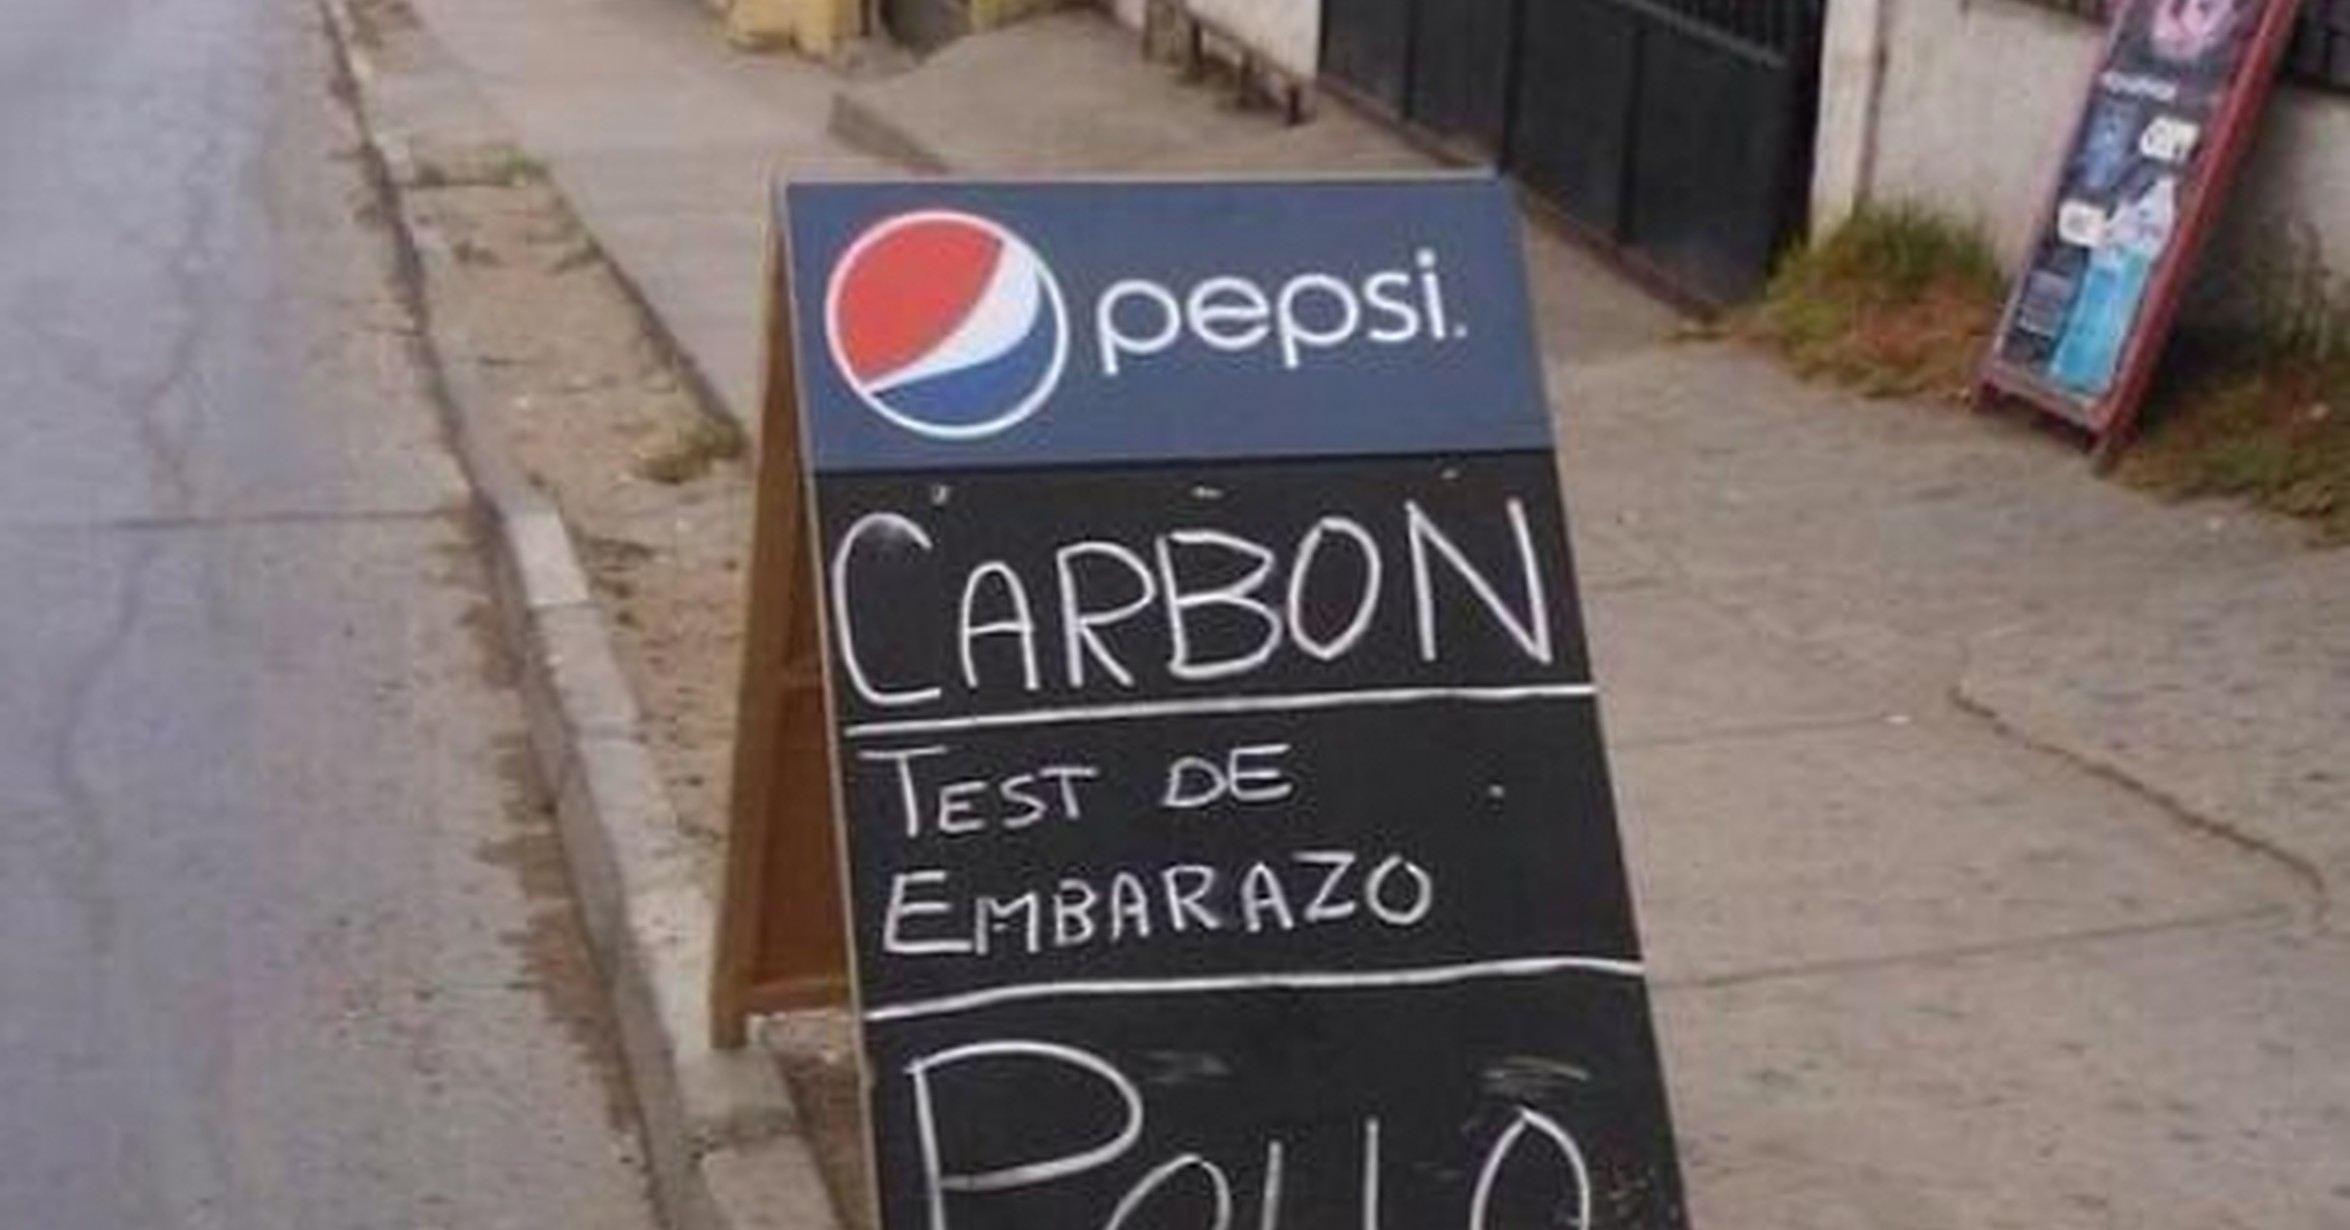 pepsi.
CARBON
TEST DE
EMBARAZO
POLLO